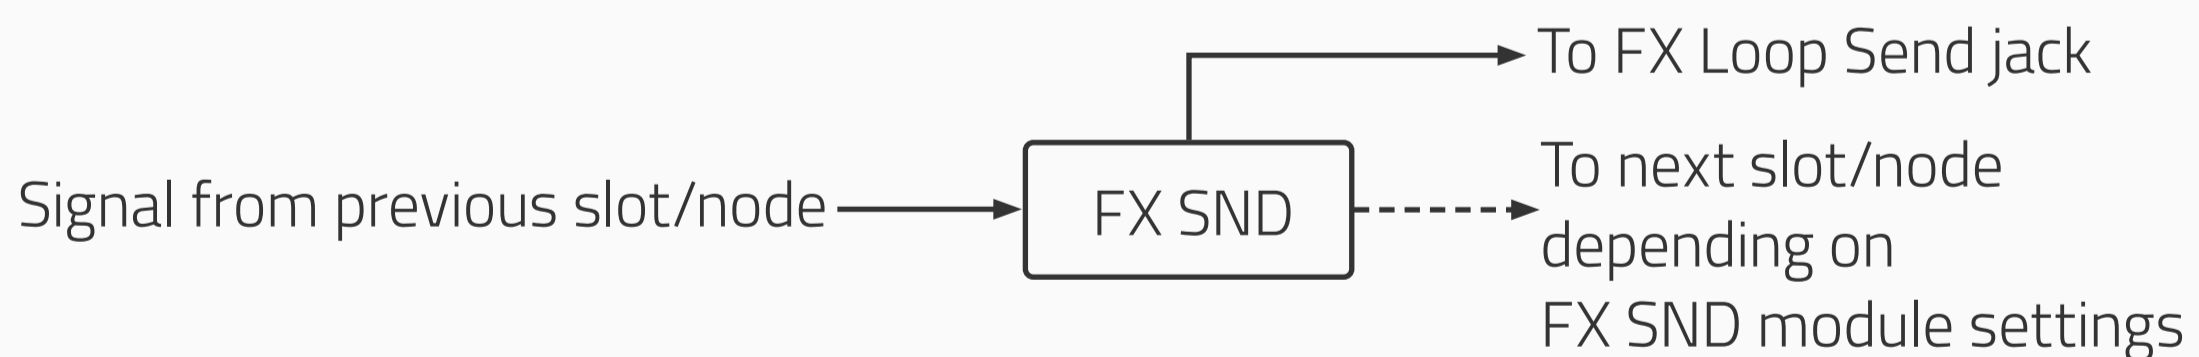 To FX Loop Send jack
Signal from previous slot/node
FX SND
To next slot/node
depending on
FX SND module settings